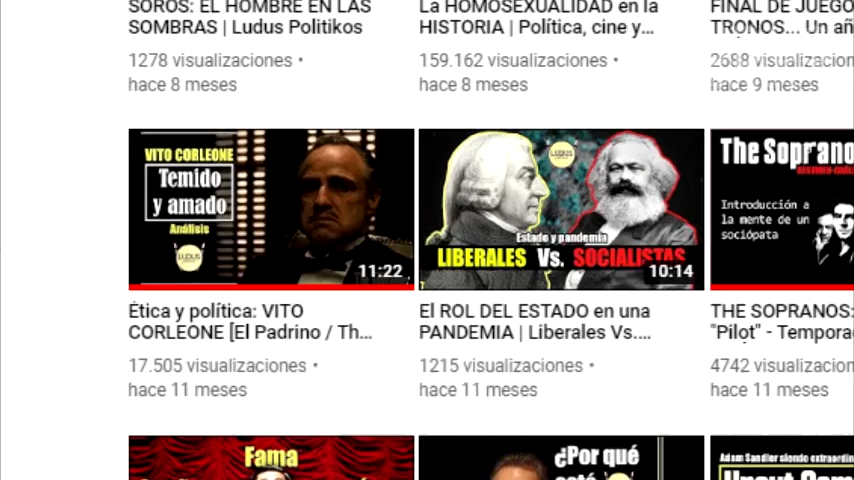 SOROS: EL HOMBRE EN LAS
SOMBRAS | Ludus Politikos
1278 visualizaciones •
hace 8 meses
La HOMOSEXUALIDAD en la
HISTORIA | Política, cine y...
159.162 visualizaciones •
hace 8 meses
FINAL DE JUEGO
TRONOS... Un añ
2688 visualizacion
hace 9 meses
VITO CORLEONE
Temido
y amado
Análisis
LUDUS
11:22
Ética y política: VITO
CORLEONE [El Padrino / Th...
17.505 visualizaciones •
hace 11 meses
LUDUS
Estado y pandemia
LIBERALES Vs. SOCIALISTAS
10:14
El ROL DEL ESTADO en una
PANDEMIA | Liberales Vs....
1215 visualizaciones •
hace 11 meses
The Soprano
Introducción a
la mente de un
sociópata
THE SOPRANOS:
"Pilot" - Tempora
4742 visualizacion
hace 11 meses
Fama
¿Por qué
está
Adam Sandler siendo extraordin